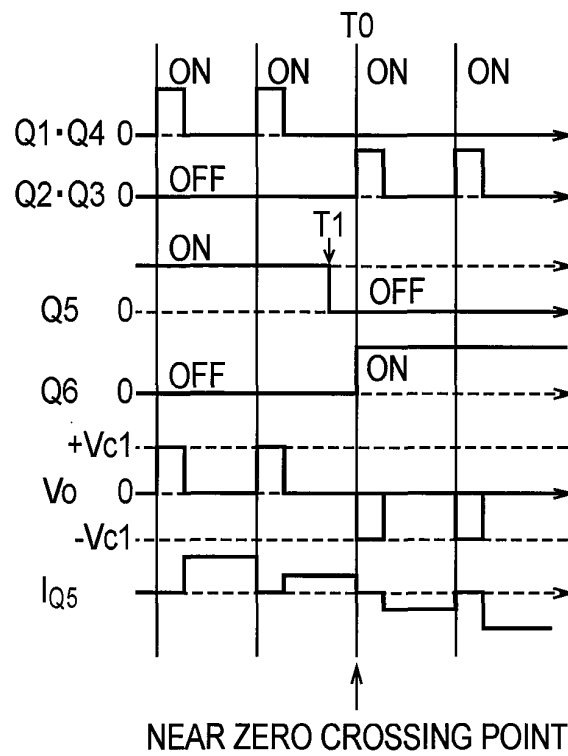 T0
ON ON ON ON
Q1·Q4 0
Q2·Q3 0 OFF
T1
ON
Q5 0 OFF
Q6 0 OFF ON
+Vc1
Vo 0
-Vc1
IQ5
NEAR ZERO CROSSING POINT